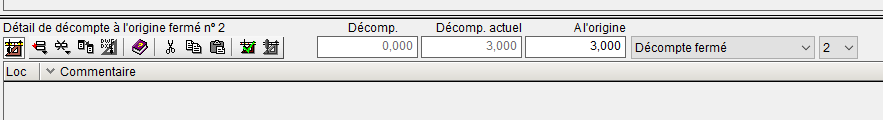 Détail de décompte à l'origine fermé nº 2
Décomp. Décomp. actuel A l'origine
0,000 3,000 3,000 Décompte fermé 2
Loc Commentaire